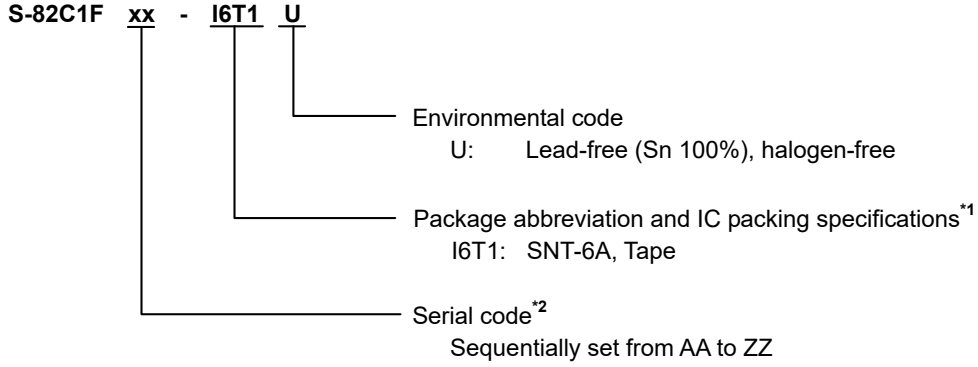 S-82C1F xx - I6T1 U
Environmental code
U: Lead-free (Sn 100%), halogen-free
Package abbreviation and IC packing specifications*1
I6T1: SNT-6A, Tape
Serial code*2
Sequentially set from AA to ZZ